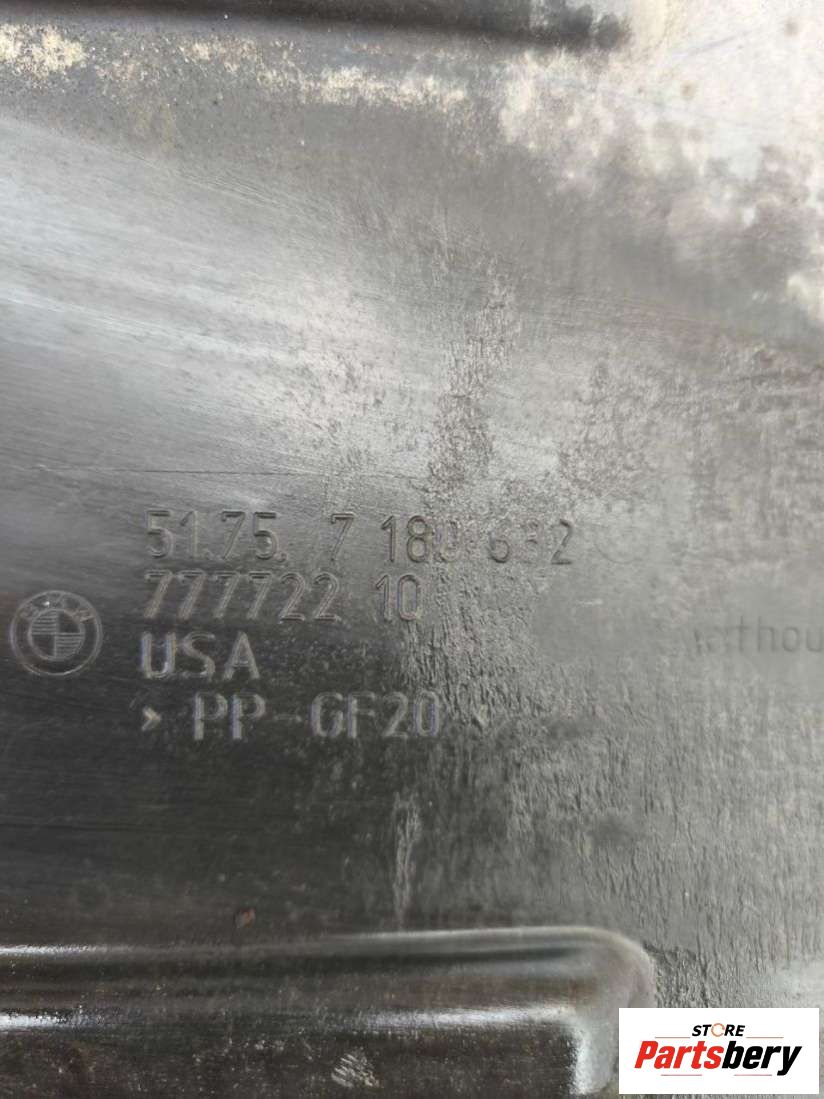 51.75. 7
777722 10
USA
> PP-GF20 <
STORE
Partsbery